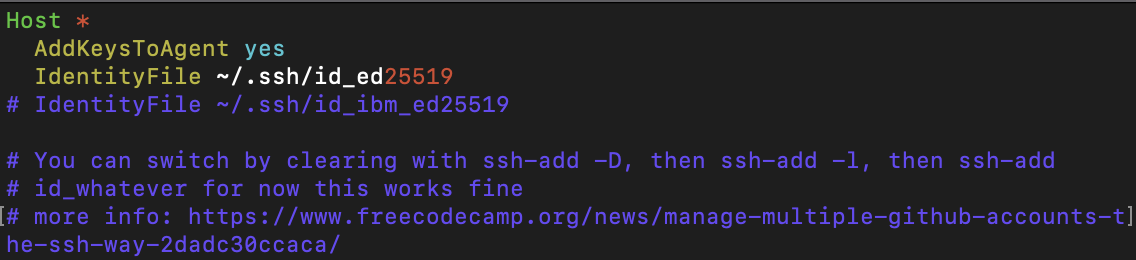 Host *
  AddKeysToAgent yes
  IdentityFile ~/.ssh/id_ed25519
# IdentityFile ~/.ssh/id_ibm_ed25519

# You can switch by clearing with ssh-add -D, then ssh-add -l, then ssh-add
# id_whatever for now this works fine
[# more info: https://www.freecodecamp.org/news/manage-multiple-github-accounts-t]
he-ssh-way-2dadc30ccaca/